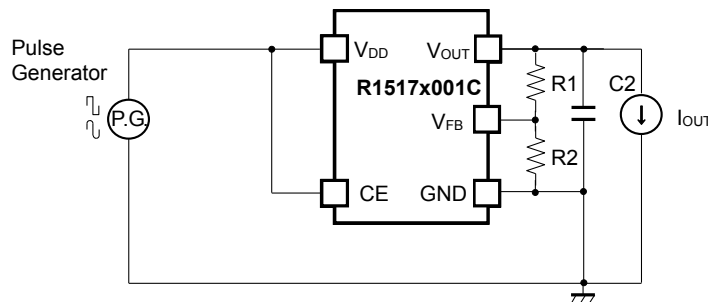 Pulse
Generator
P.G.
VDD
VOUT
R1517x001C
VFB
CE
GND
R1
R2
C2
IOUT